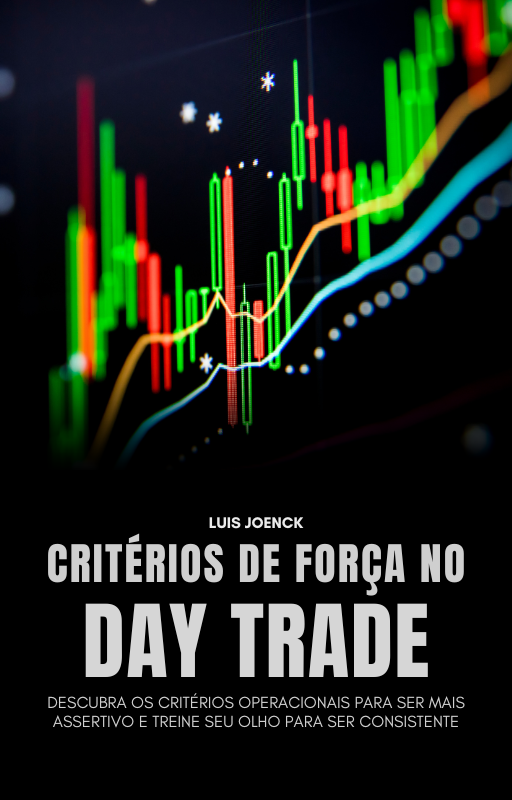 LUIS JOENCK
CRITÉRIOS DE FORÇA NO
DAY TRADE
DESCUBRA OS CRITÉRIOS OPERACIONAIS PARA SER MAIS
ASSERTIVO E TREINE SEU OLHO PARA SER CONSISTENTE